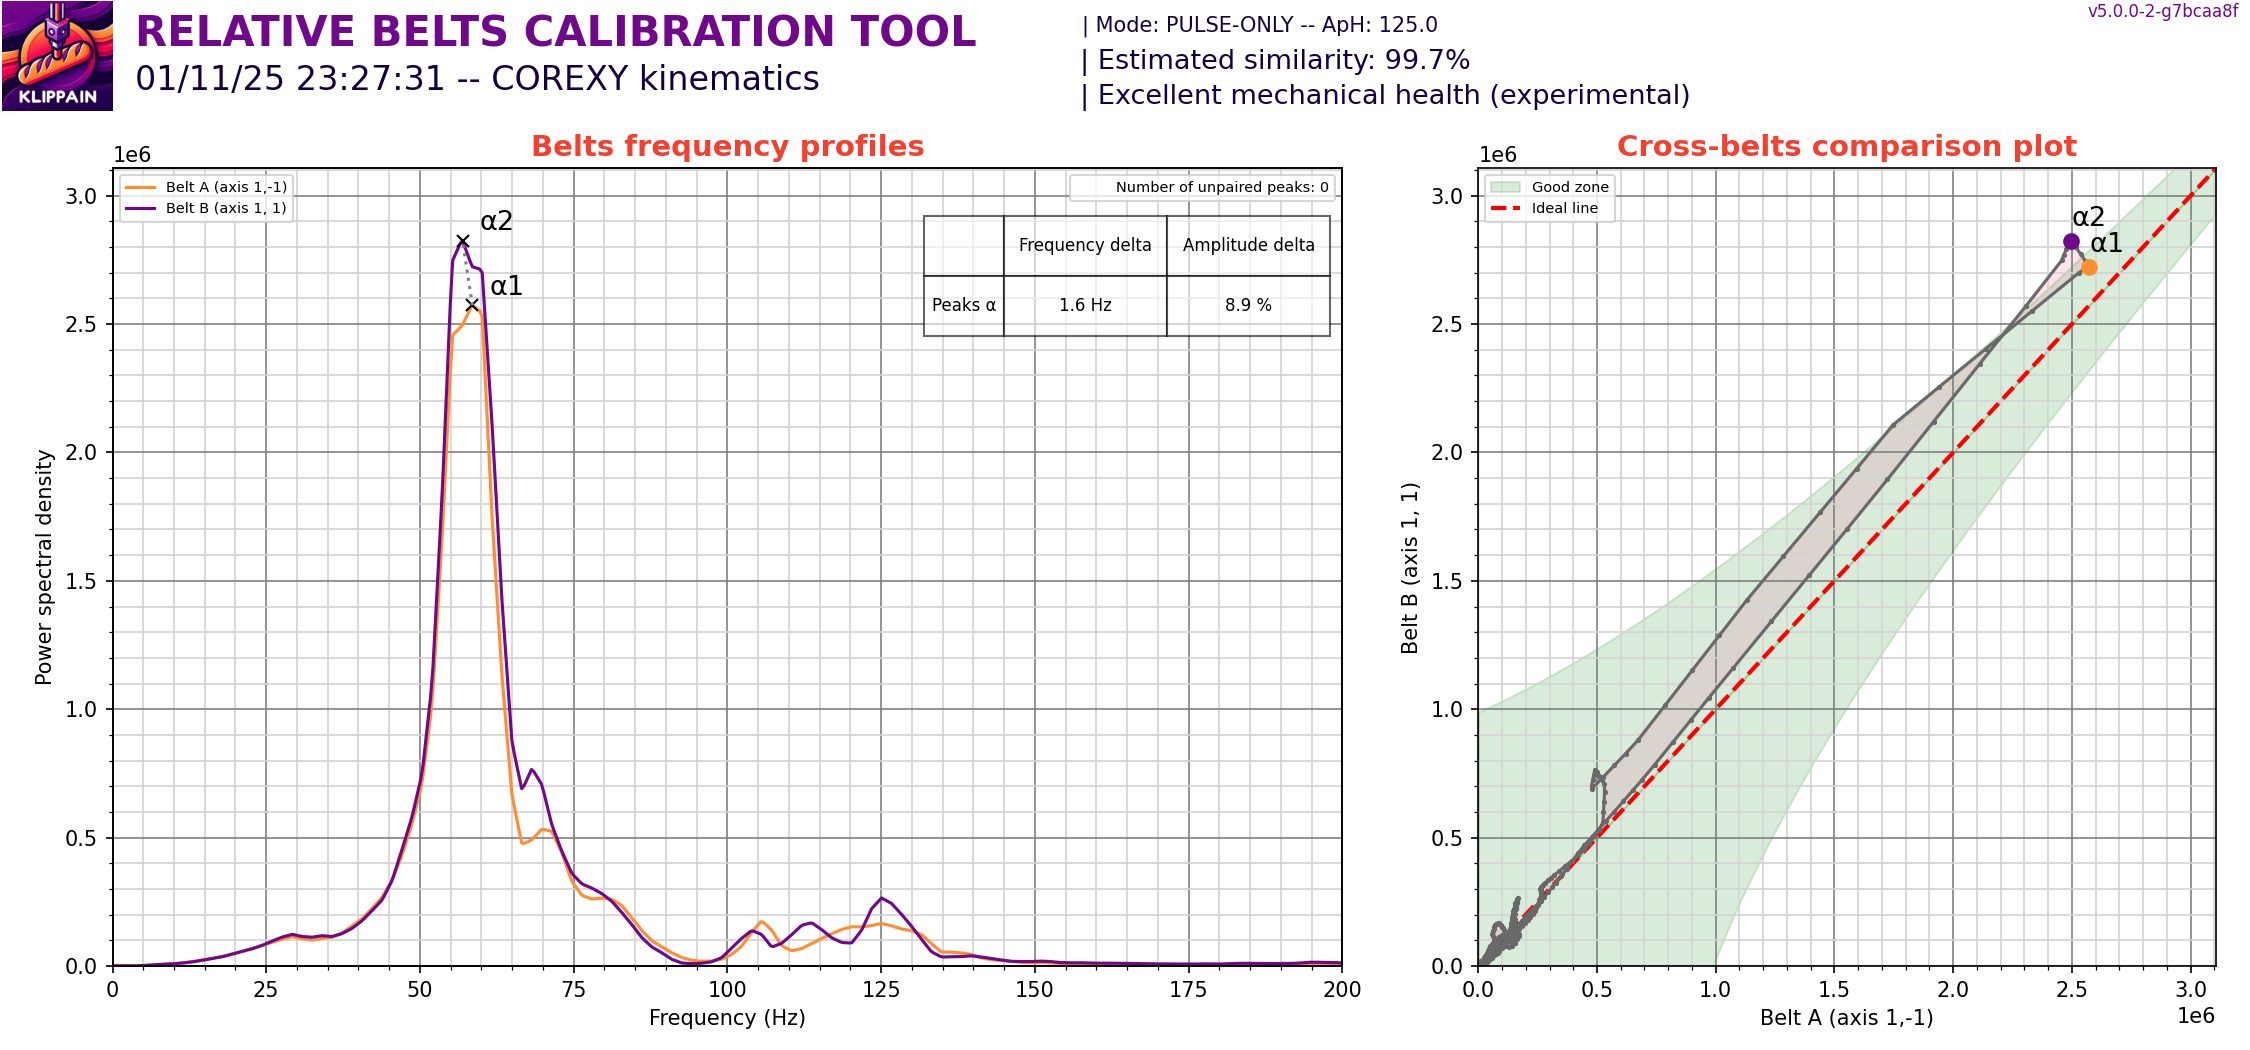 KLIPPAIN
RELATIVE BELTS CALIBRATION TOOL
01/11/25 23:27:31 -- COREXY kinematics
| Mode: PULSE-ONLY -- ApH: 125.0
| Estimated similarity: 99.7%
| Excellent mechanical health (experimental)
v5.0.0-2-g7bcaa8f
Belts frequency profiles
1e6
Belt A (axis 1,-1)
Belt B (axis 1, 1)
Number of unpaired peaks: 0
Frequency delta Amplitude delta
Peaks α 1.6 Hz 8.9 %
α2
α1
3.0
2.5
2.0
1.5
1.0
0.5
0.0
Power spectral density
0 25 50 75 100 125 150 175 200
Frequency (Hz)
Cross-belts comparison plot
1e6
Good zone
Ideal line
α2
α1
3.0
2.5
2.0
1.5
1.0
0.5
0.0
Belt B (axis 1, 1)
0.0 0.5 1.0 1.5 2.0 2.5 3.0
Belt A (axis 1,-1)
1e6